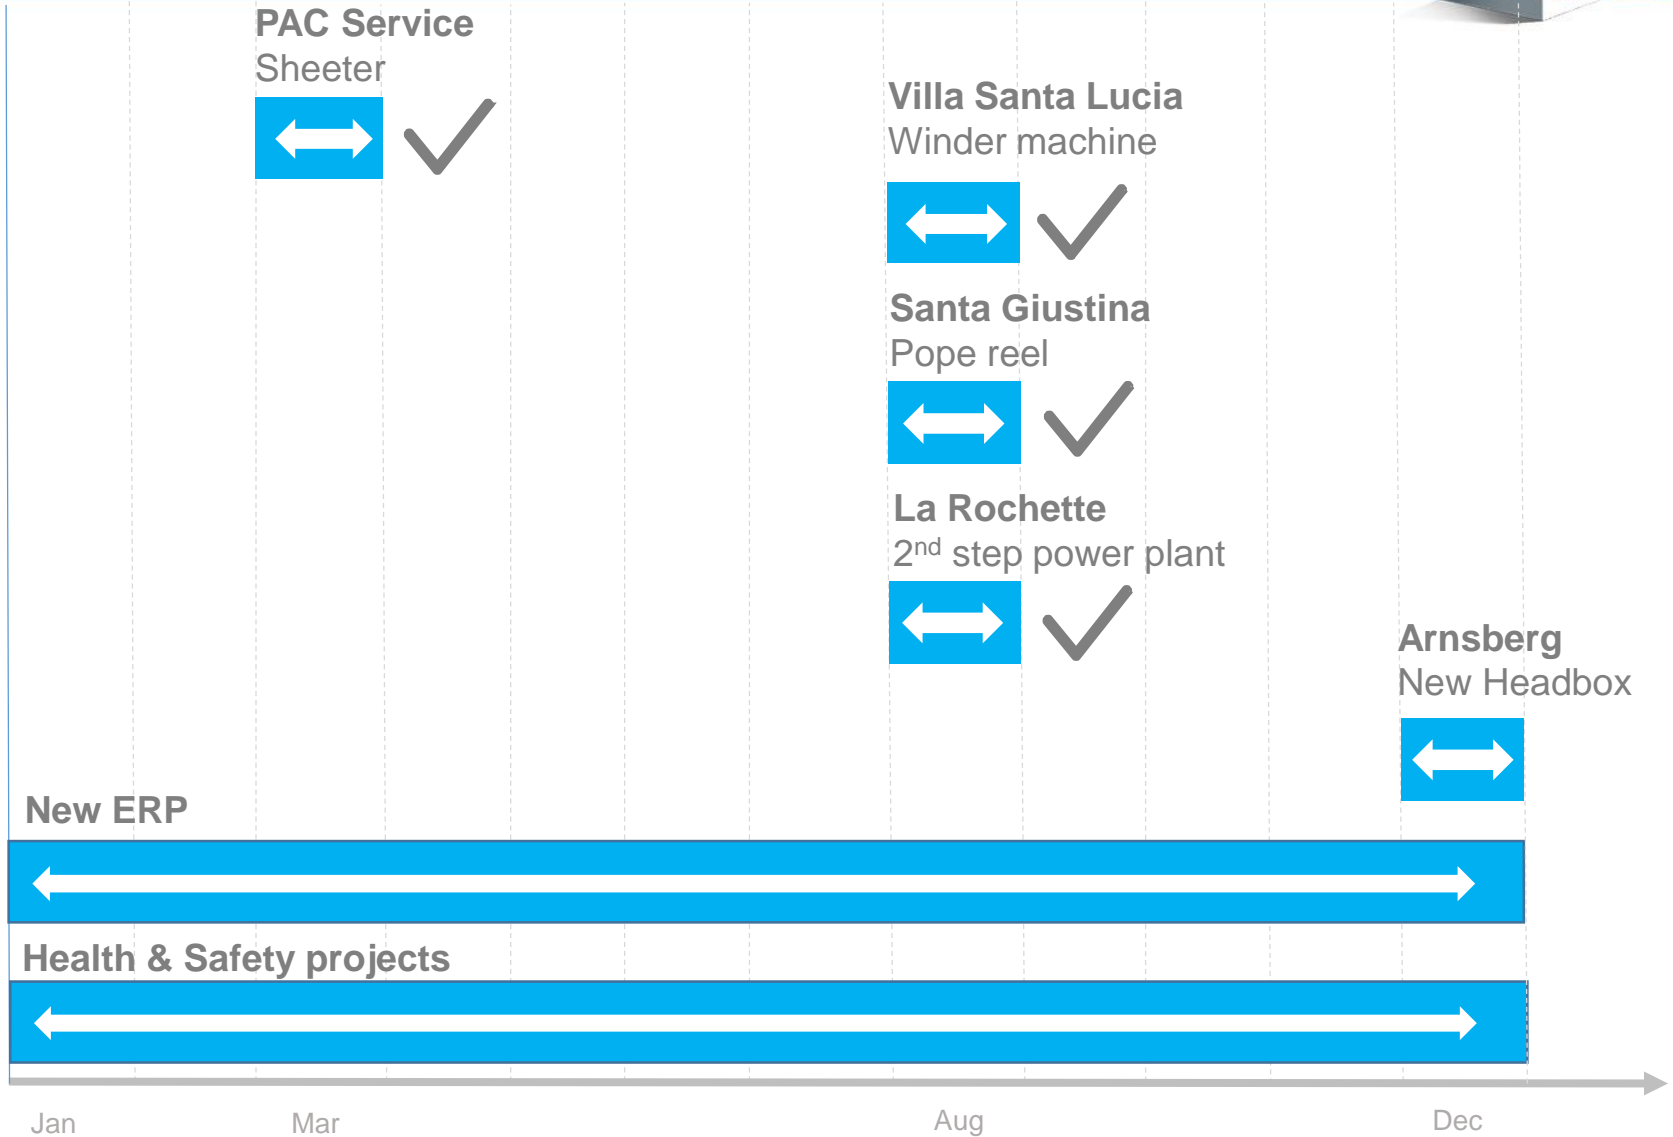 PAC Service
Sheeter
Villa Santa Lucia
Winder machine
Santa Giustina
Pope reel
La Rochette
2nd step power plant
Arnsberg
New Headbox
New ERP
Health & Safety projects
Jan Mar Aug Dec